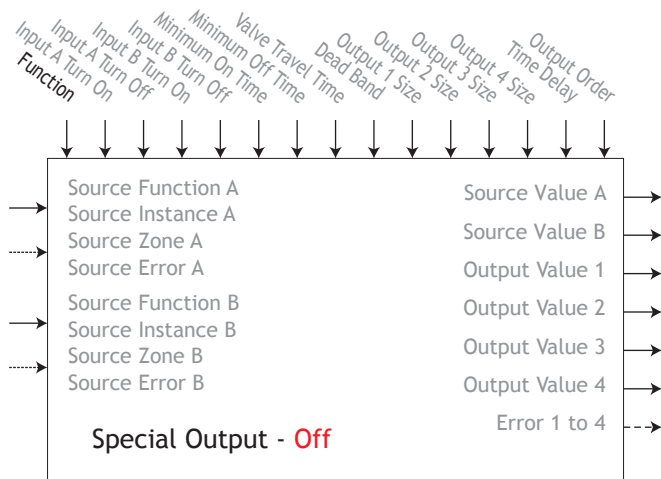 Function
Input A Turn On
Input A Turn Off
Input B Turn On
Input B Turn Off
Minimum On Time
Minimum Off Time
Valve Travel Time
Dead Band
Output 1 Size
Output 2 Size
Output 3 Size
Output 4 Size
Time Delay
Output Order
Source Function A
Source Instance A
Source Zone A
Source Error A
Source Function B
Source Instance B
Source Zone B
Source Error B
Source Value A
Source Value B
Output Value 1
Output Value 2
Output Value 3
Output Value 4
Error 1 to 4
Special Output - Off